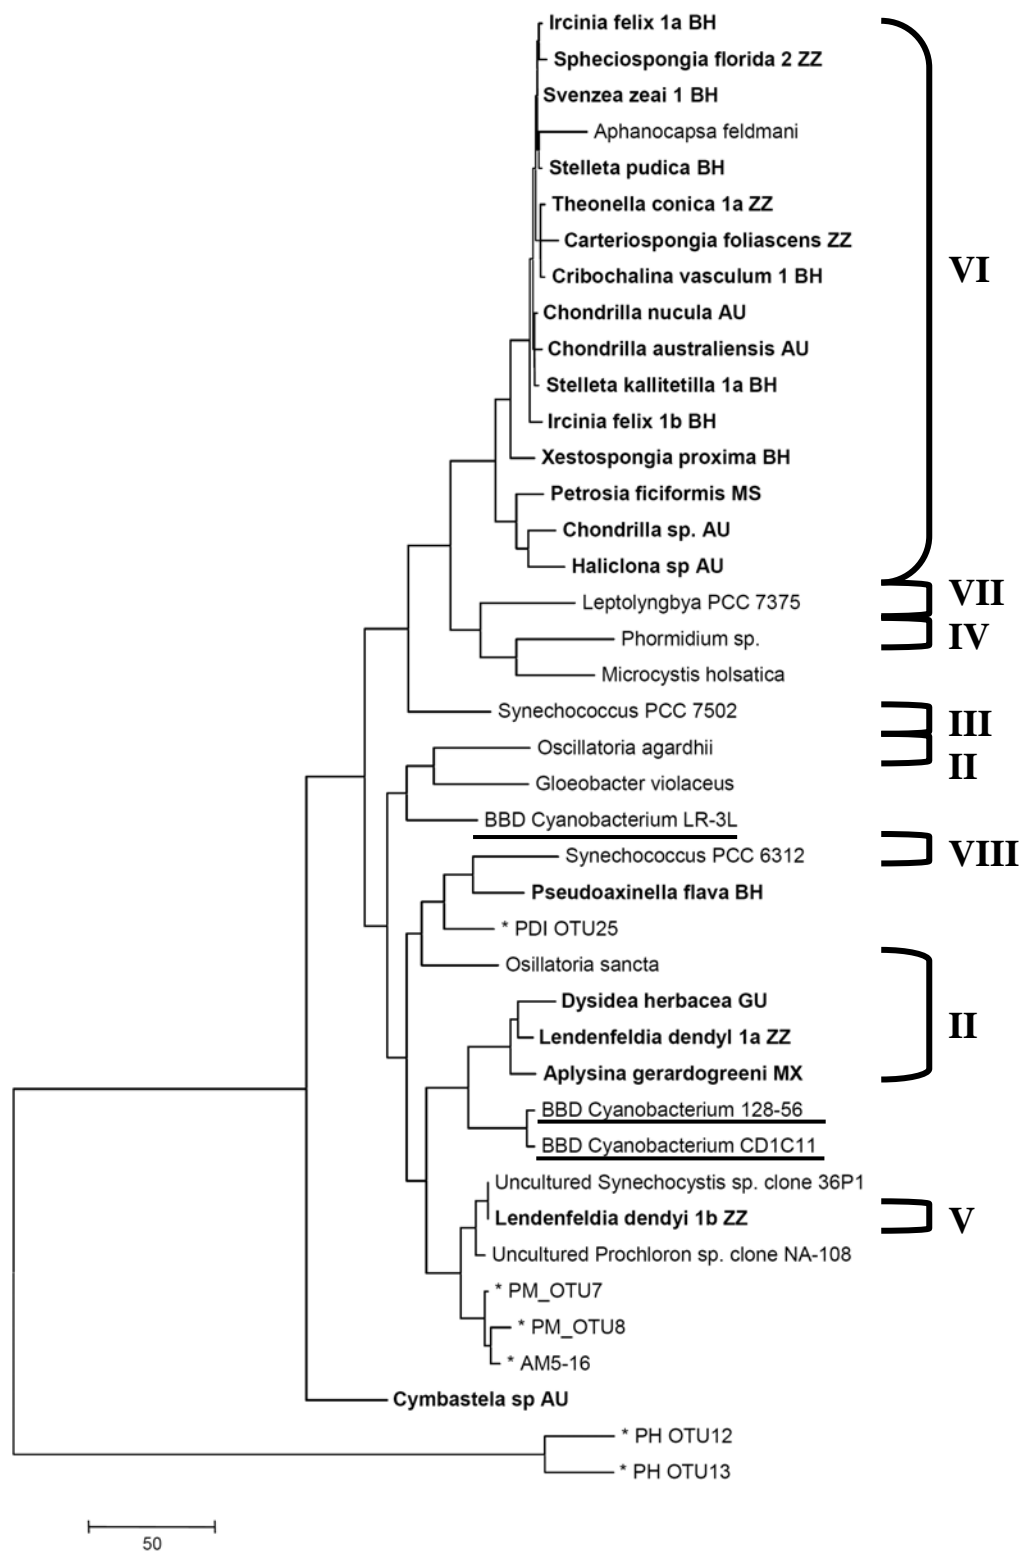 Ircinia felix 1a BH
Spheciospongia florida 2 ZZ
Svenzea zeai 1 BH
Aphanocapsa feldmani
Stelleta pudica BH
Theonella conica 1a ZZ
Carteriospongia foliascens ZZ
Cribochalina vasculum 1 BH
VI
Chondrilla nucula AU
Chondrilla australiensis AU
Stelleta kallitetilla 1a BH
Ircinia felix 1b BH
Xestospongia proxima BH
Petrosia ficiformis MS
Chondrilla sp. AU
Haliclona sp AU
VII
Leptolyngbya PCC 7375
IV
Phormidium sp.
Microcystis holsatica
Synechococcus PCC 7502
III
Oscillatoria agardhii
II
Gloeobacter violaceus
BBD Cyanobacterium LR-3L
VIII
Synechococcus PCC 6312
Pseudoaxinella flava BH
* PDI OTU25
Osillatoria sancta
Dysidea herbacea GU
II
Lendenfeldia dendyl 1a ZZ
Aplysina gerardogreeni MX
BBD Cyanobacterium 128-56
BBD Cyanobacterium CD1C11
Uncultured Synechocystis sp. clone 36P1
Lendenfeldia dendyi 1b ZZ
V
Uncultured Prochloron sp. clone NA-108
* PM_OTU7
* PM_OTU8
* AM5-16
Cymbastela sp AU
* PH OTU12
* PH OTU13
50